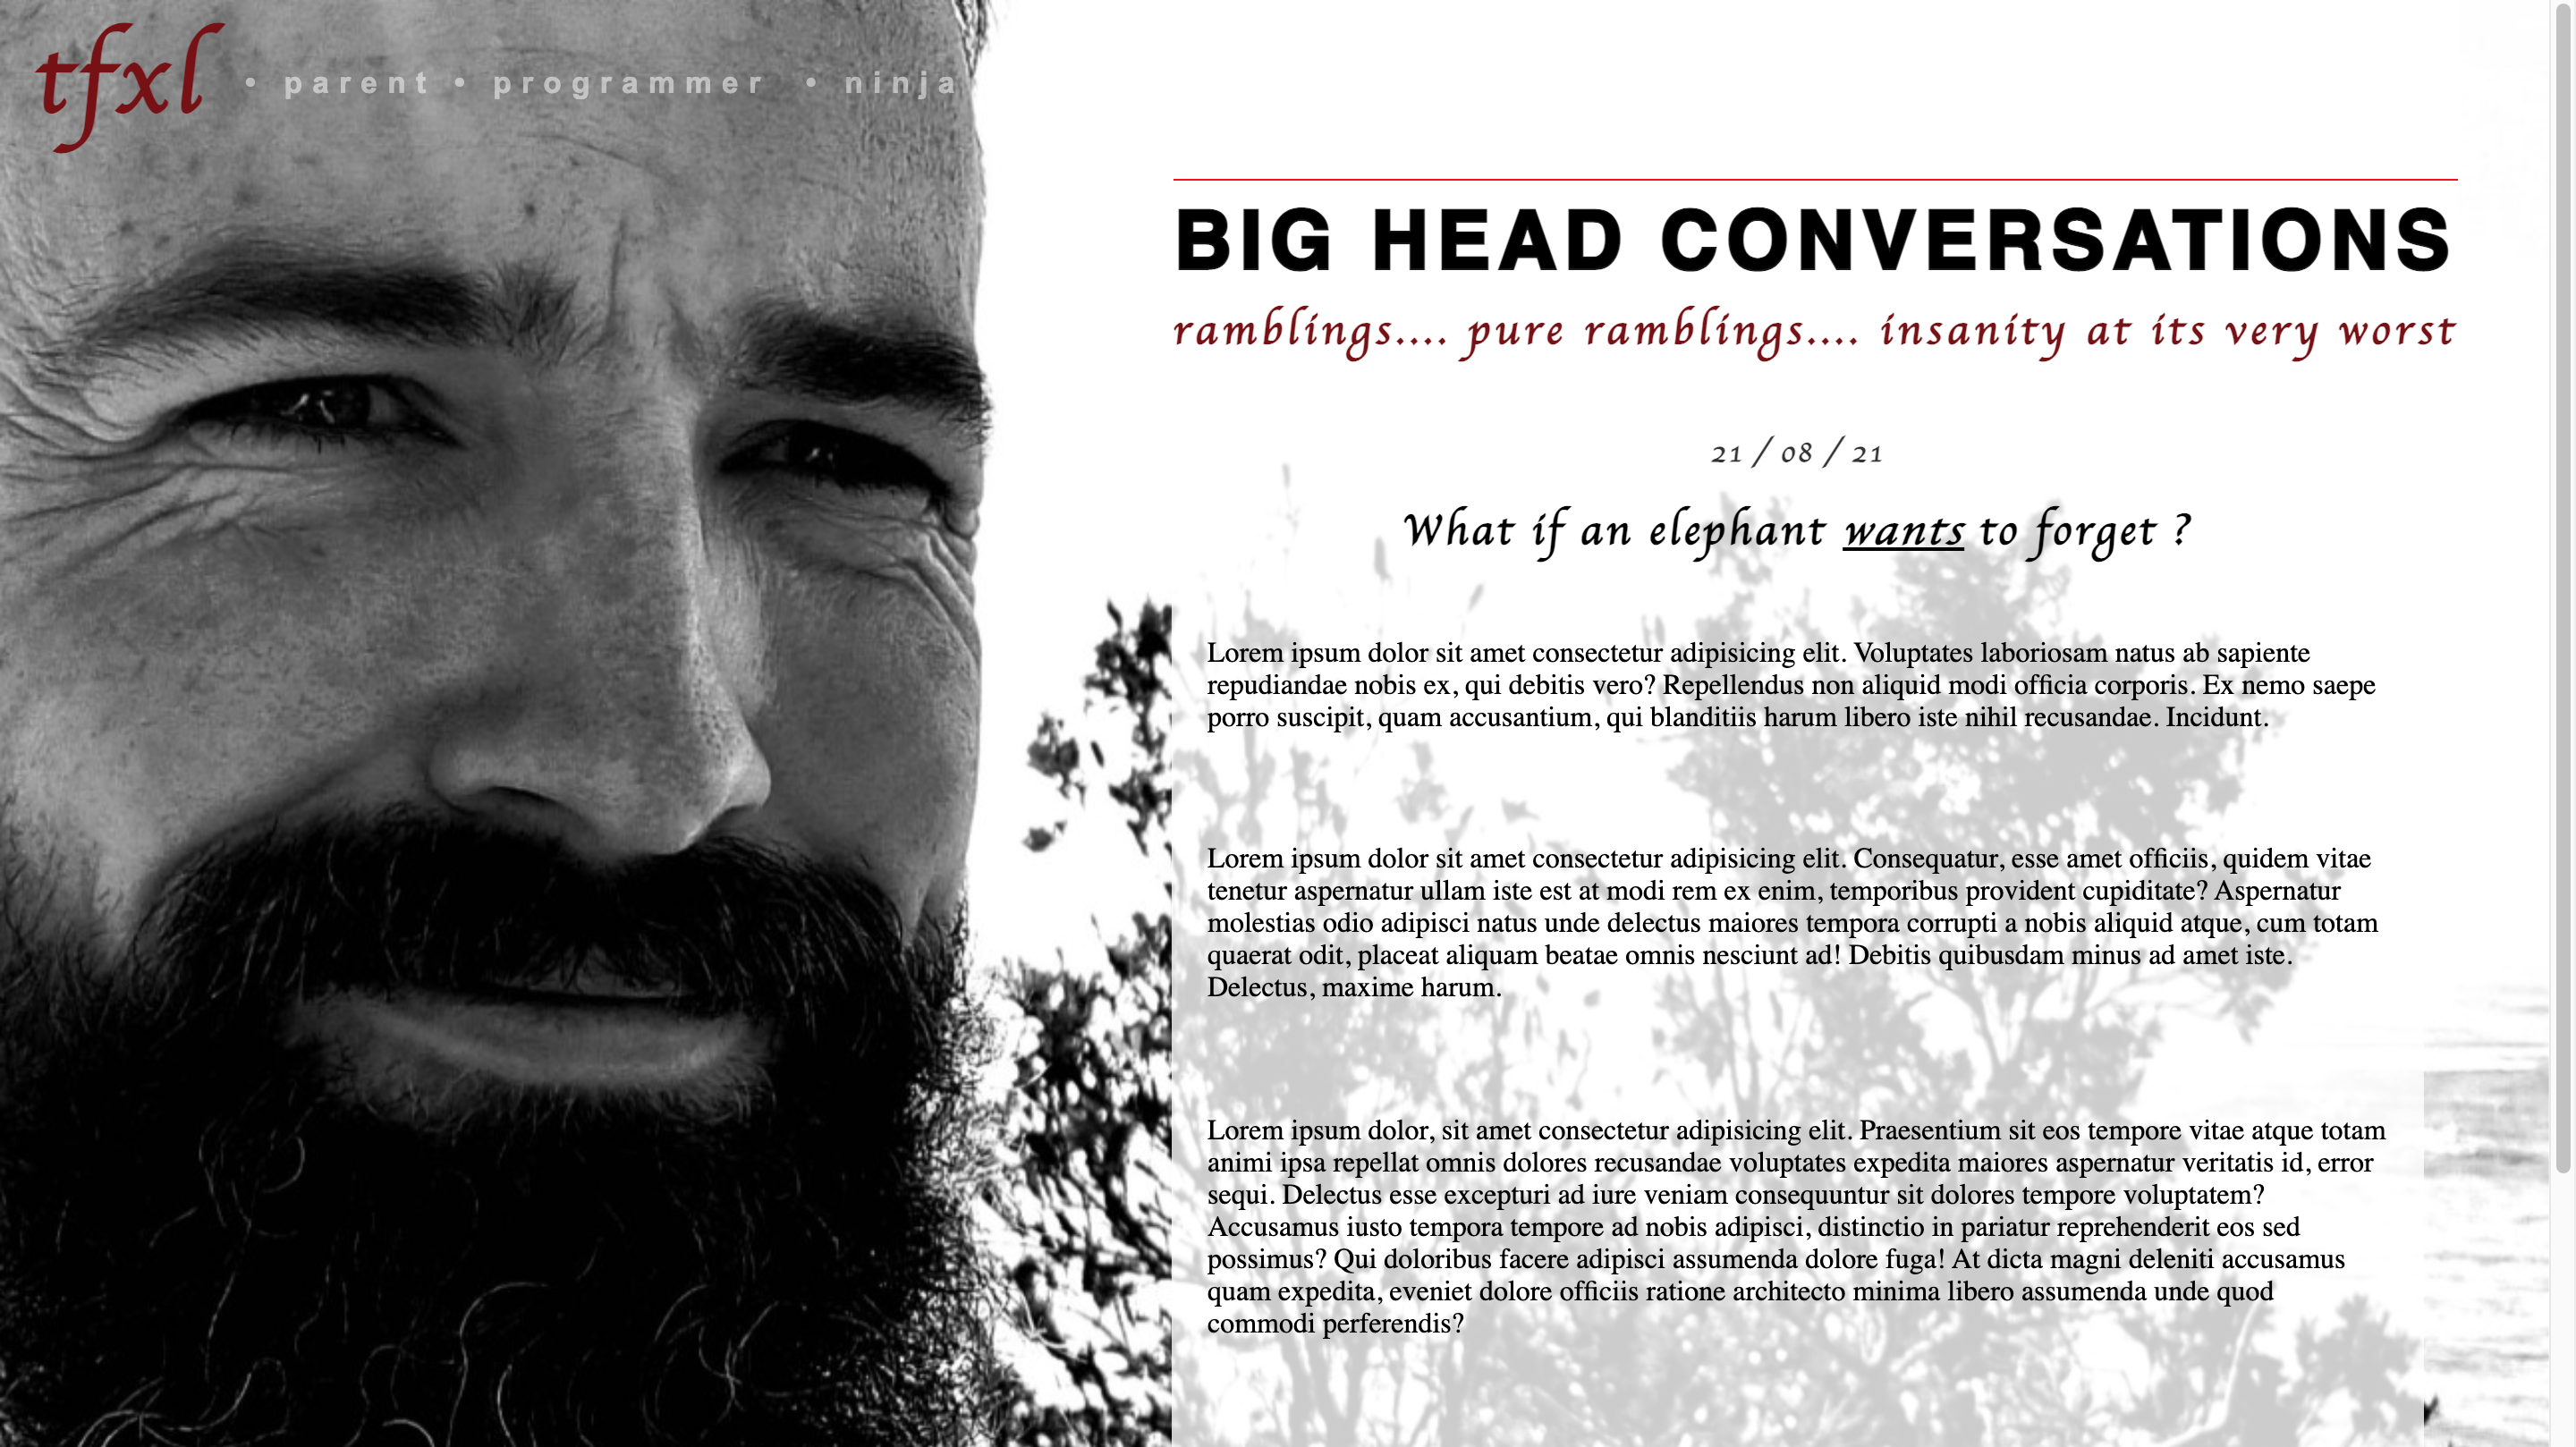 tfxl • parent • programmer • ninja
BIG HEAD CONVERSATIONS
ramblings.... pure ramblings.... insanity at its very worst
21 / 08 / 21
What if an elephant wants to forget ?
Lorem ipsum dolor sit amet consectetur adipisicing elit. Voluptates laboriosam natus ab sapiente
repudiandae nobis ex, qui debitis vero? Repellendus non aliquid modi officia corporis. Ex nemo saepe
porro suscipit, quam accusantium, qui blanditiis harum libero iste nihil recusandae. Incidunt.
Lorem ipsum dolor sit amet consectetur adipisicing elit. Consequatur, esse amet officiis, quidem vitae
tenetur aspernatur ullam iste est at modi rem ex enim, temporibus provident cupiditate? Aspernatur
molestias odio adipisci natus unde delectus maiores tempora corrupti a nobis aliquid atque, cum totam
quaerat odit, placeat aliquam beatae omnis nesciunt ad! Debitis quibusdam minus ad amet iste.
Delectus, maxime harum.
Lorem ipsum dolor, sit amet consectetur adipisicing elit. Praesentium sit eos tempore vitae atque totam
animi ipsa repellat omnis dolores recusandae voluptates expedita maiores aspernatur veritatis id, error
sequi. Delectus esse excepturi ad iure veniam consequuntur sit dolores tempore voluptatem?
Accusamus iusto tempora tempore ad nobis adipisci, distinctio in pariatur reprehenderit eos sed
possimus? Qui doloribus facere adipisci assumenda dolore fuga! At dicta magni deleniti accusamus
quam expedita, eveniet dolore officiis ratione architecto minima libero assumenda unde quod
commodi perferendis?